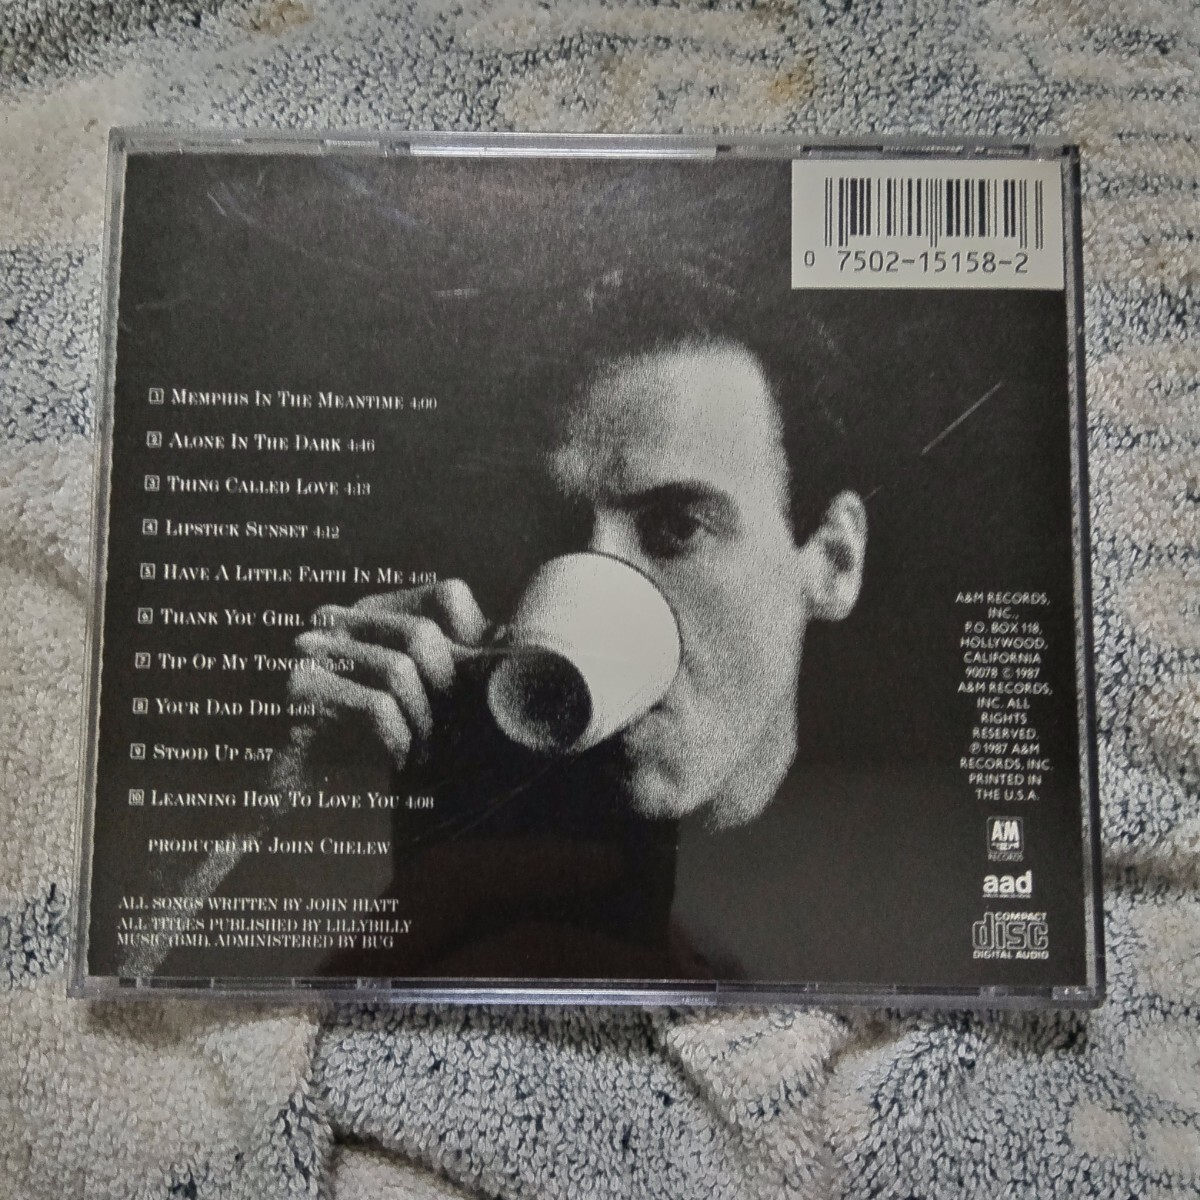 0 7502-15158-2
1 MEMPHIS IN THE MEANTIME 4:00
2 ALONE IN THE DARK 4:46
3 THING CALLED LOVE 4:13
4 LIPSTICK SUNSET 4:12
5 HAVE A LITTLE FAITH IN ME 4:03
6 THANK YOU GIRL
7 TIP OF MY TONGUE 5:53
8 YOUR DAD DID 4:03
9 STOOD UP 5:57
10 LEARNING HOW TO LOVE YOU 4:08
PRODUCED BY JOHN CHELEW
ALL SONGS WRITTEN BY JOHN HIATT
ALL TITLES PUBLISHED BY LILLYBILLY
MUSIC (BMI). ADMINISTERED BY BUG
A&M RECORDS,
INC.,
P.O. BOX 118,
HOLLYWOOD,
CALIFORNIA
90078 © 1987
A&M RECORDS,
INC. ALL
RIGHTS
RESERVED.
℗ 1987 A&M
RECORDS, INC.
PRINTED IN
THE U.S.A.
A&M
RECORDS
aad
COMPACT
disc
DIGITAL AUDIO